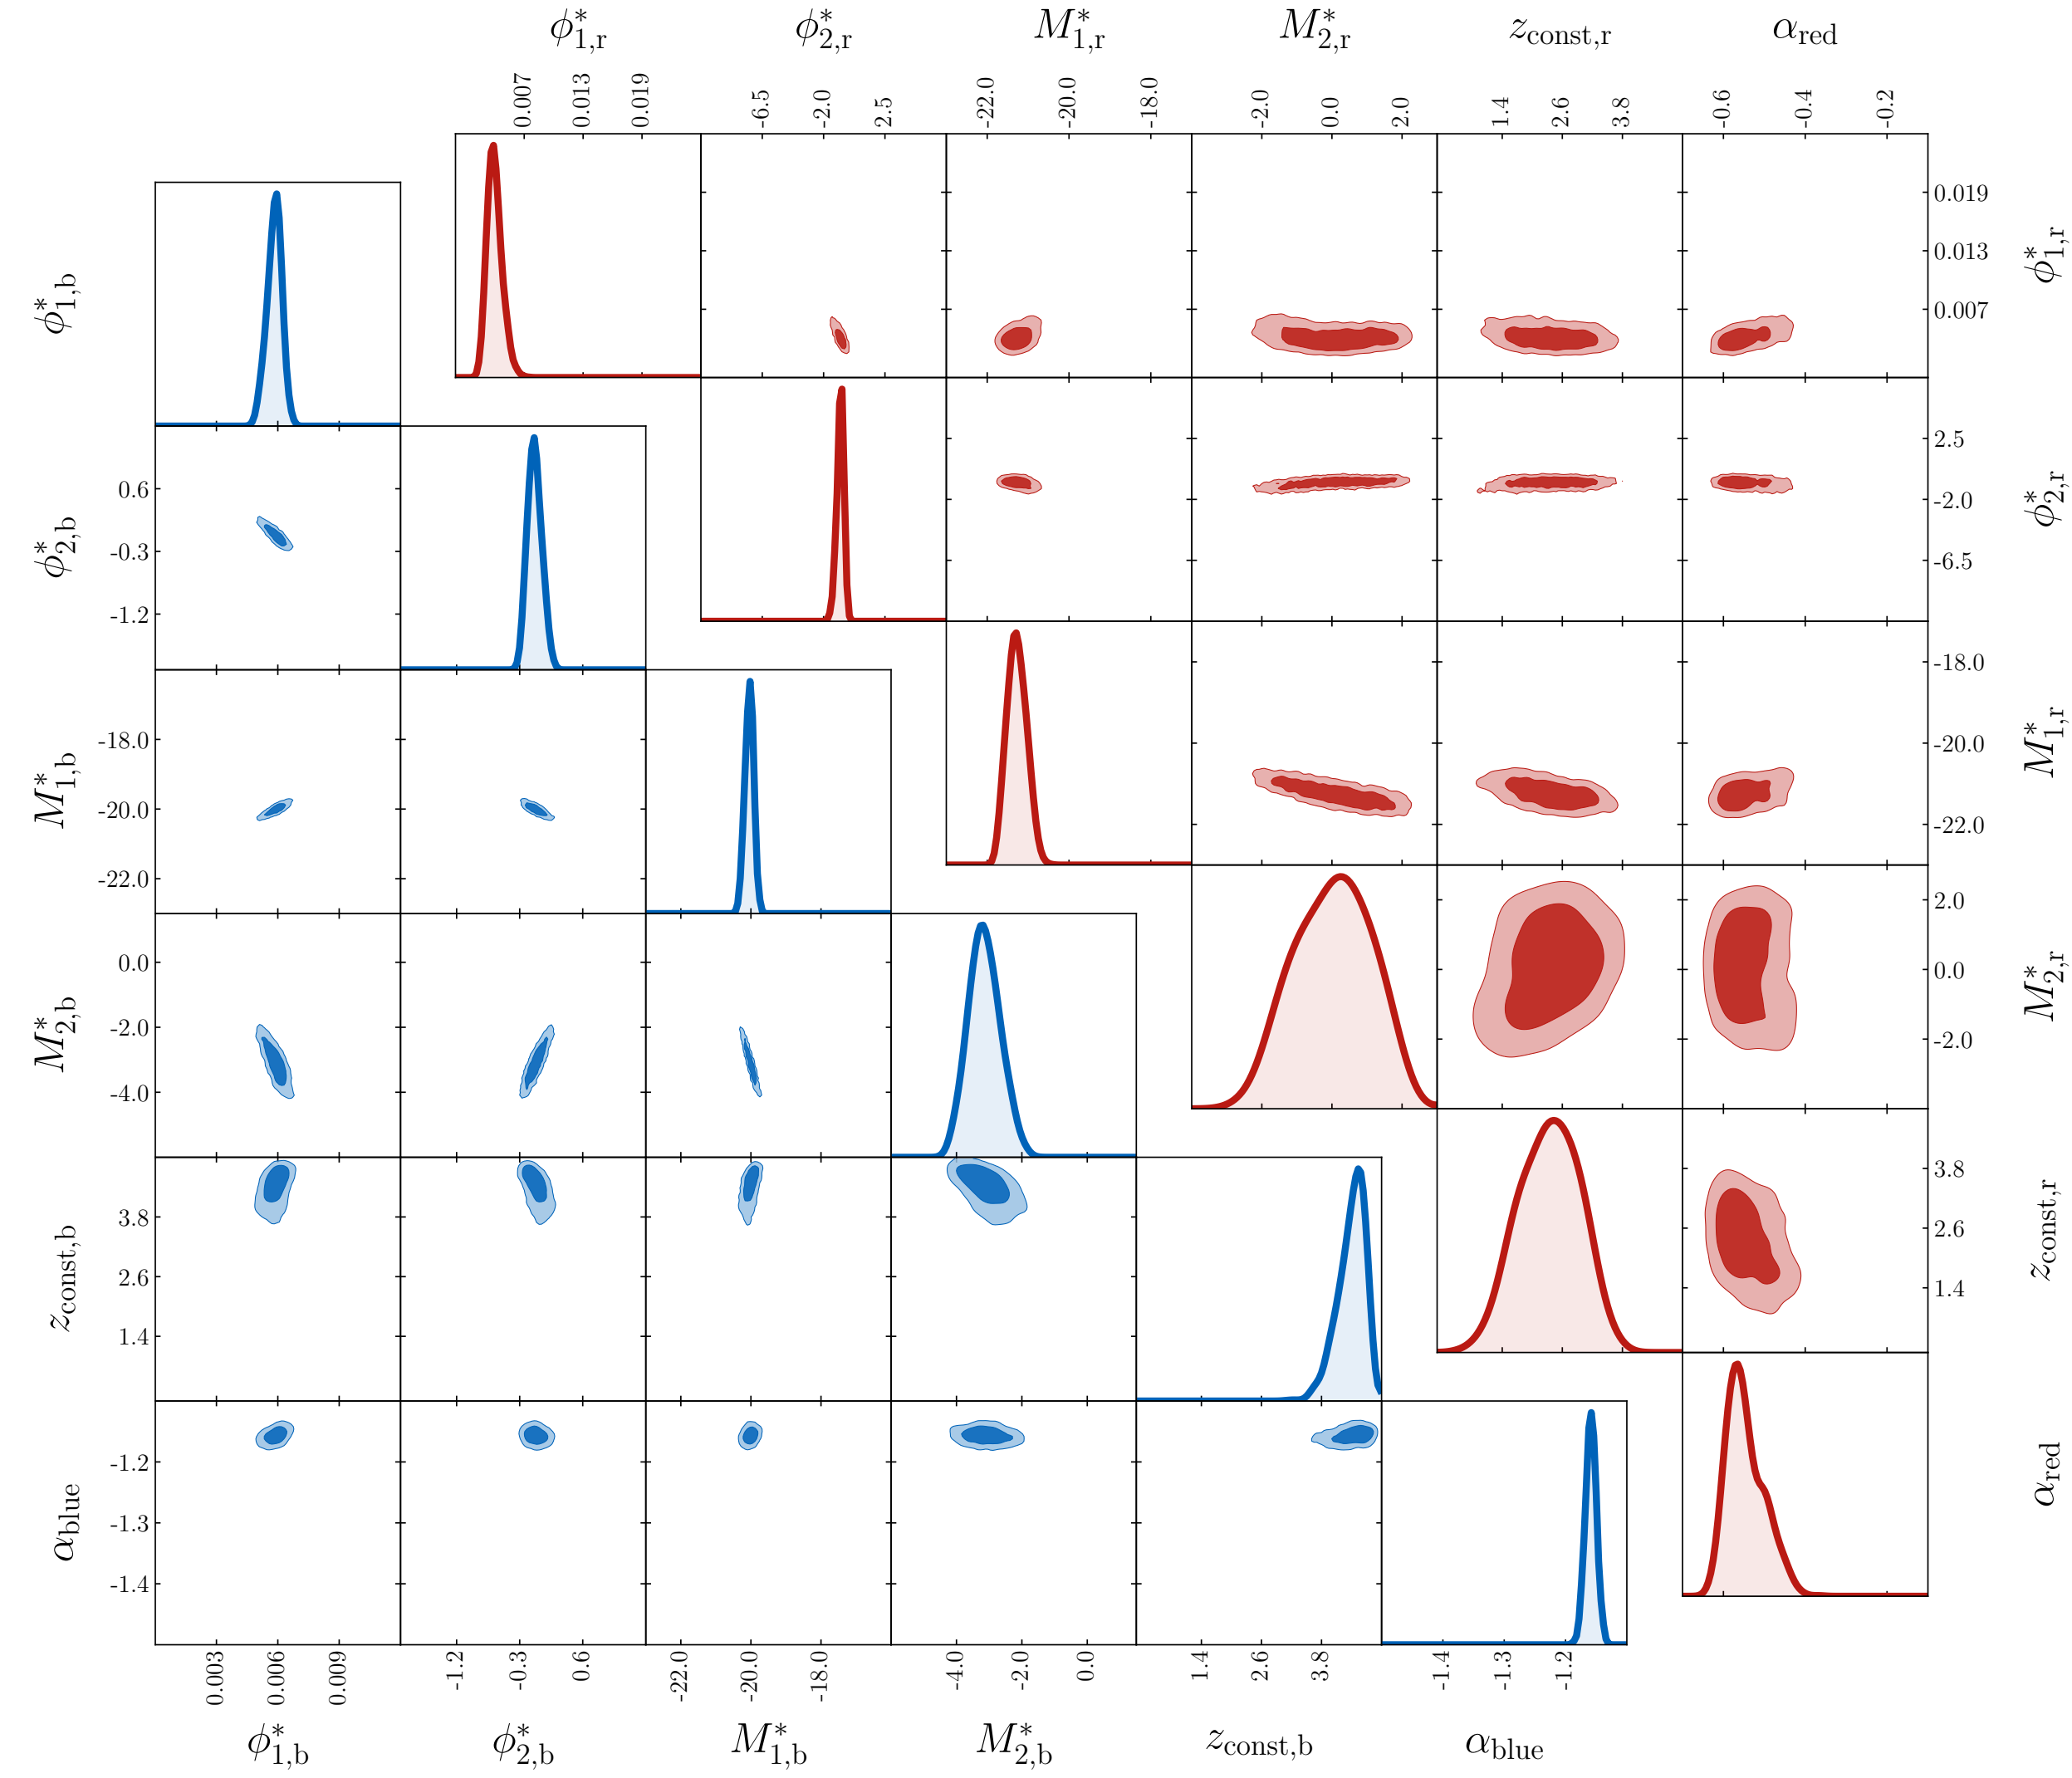 ϕ*1,r ϕ*2,r M*1,r M*2,r zconst,r αred
0.007 0.013 0.019 -6.5 -2.0 2.5 -22.0 -20.0 -18.0 -2.0 0.0 2.0 1.4 2.6 3.8 -0.6 -0.4 -0.2
0.019
0.013
0.007
ϕ*1,r
ϕ*1,b
2.5
-2.0
-6.5
ϕ*2,r
0.6
-0.3
-1.2
ϕ*2,b
-18.0
-20.0
-22.0
M*1,r
-18.0
-20.0
-22.0
M*1,b
2.0
0.0
-2.0
M*2,r
0.0
-2.0
-4.0
M*2,b
3.8
2.6
1.4
zconst,r
3.8
2.6
1.4
zconst,b
αred
-1.2
-1.3
-1.4
αblue
0.003 0.006 0.009 -1.2 -0.3 0.6 -22.0 -20.0 -18.0 -4.0 -2.0 0.0 1.4 2.6 3.8 -1.4 -1.3 -1.2
ϕ*1,b ϕ*2,b M*1,b M*2,b zconst,b αblue